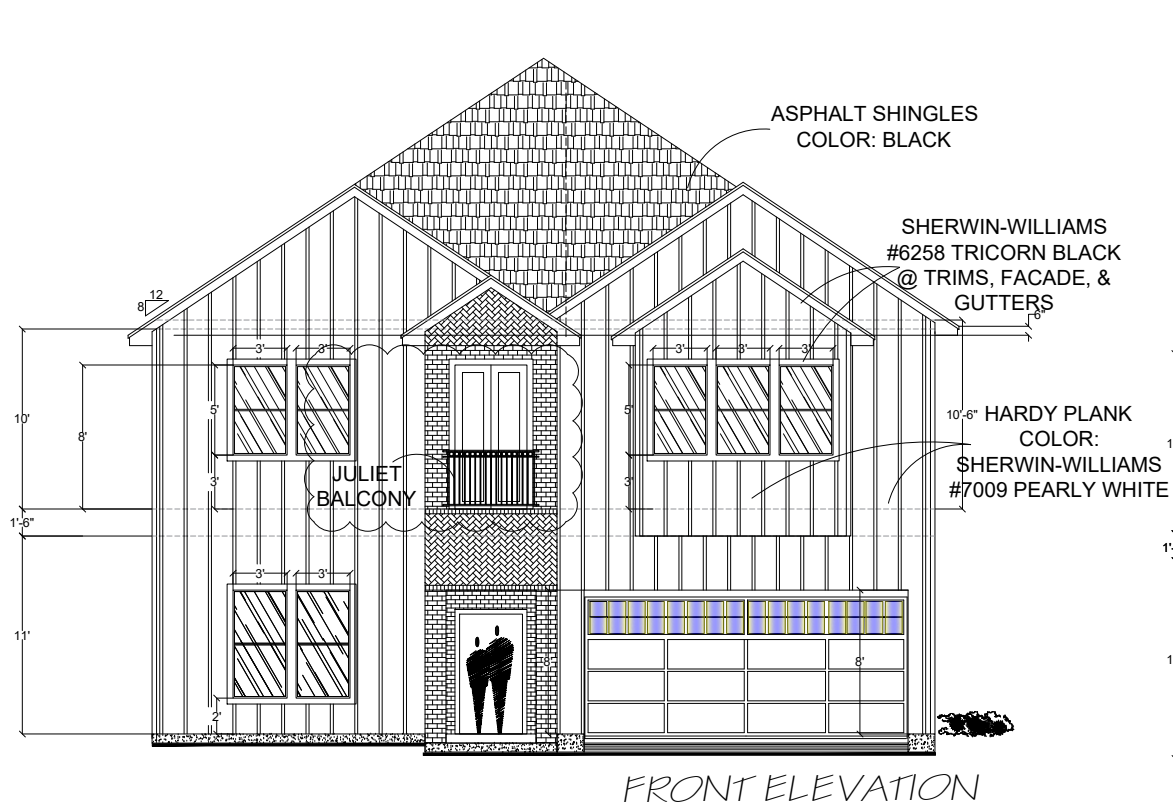 ASPHALT SHINGLES
COLOR: BLACK
SHERWIN-WILLIAMS
#6258 TRICORN BLACK
@ TRIMS, FACADE, &
GUTTERS
12
8
6"
3'
3'
3'
3'
3'
10'
8'
5'
5'
10'-6"
HARDY PLANK
COLOR:
SHERWIN-WILLIAMS
#7009 PEARLY WHITE
JULIET
BALCONY
3'
3'
1'-6"
3'
3'
11'
8'
8'
2'
FRONT ELEVATION